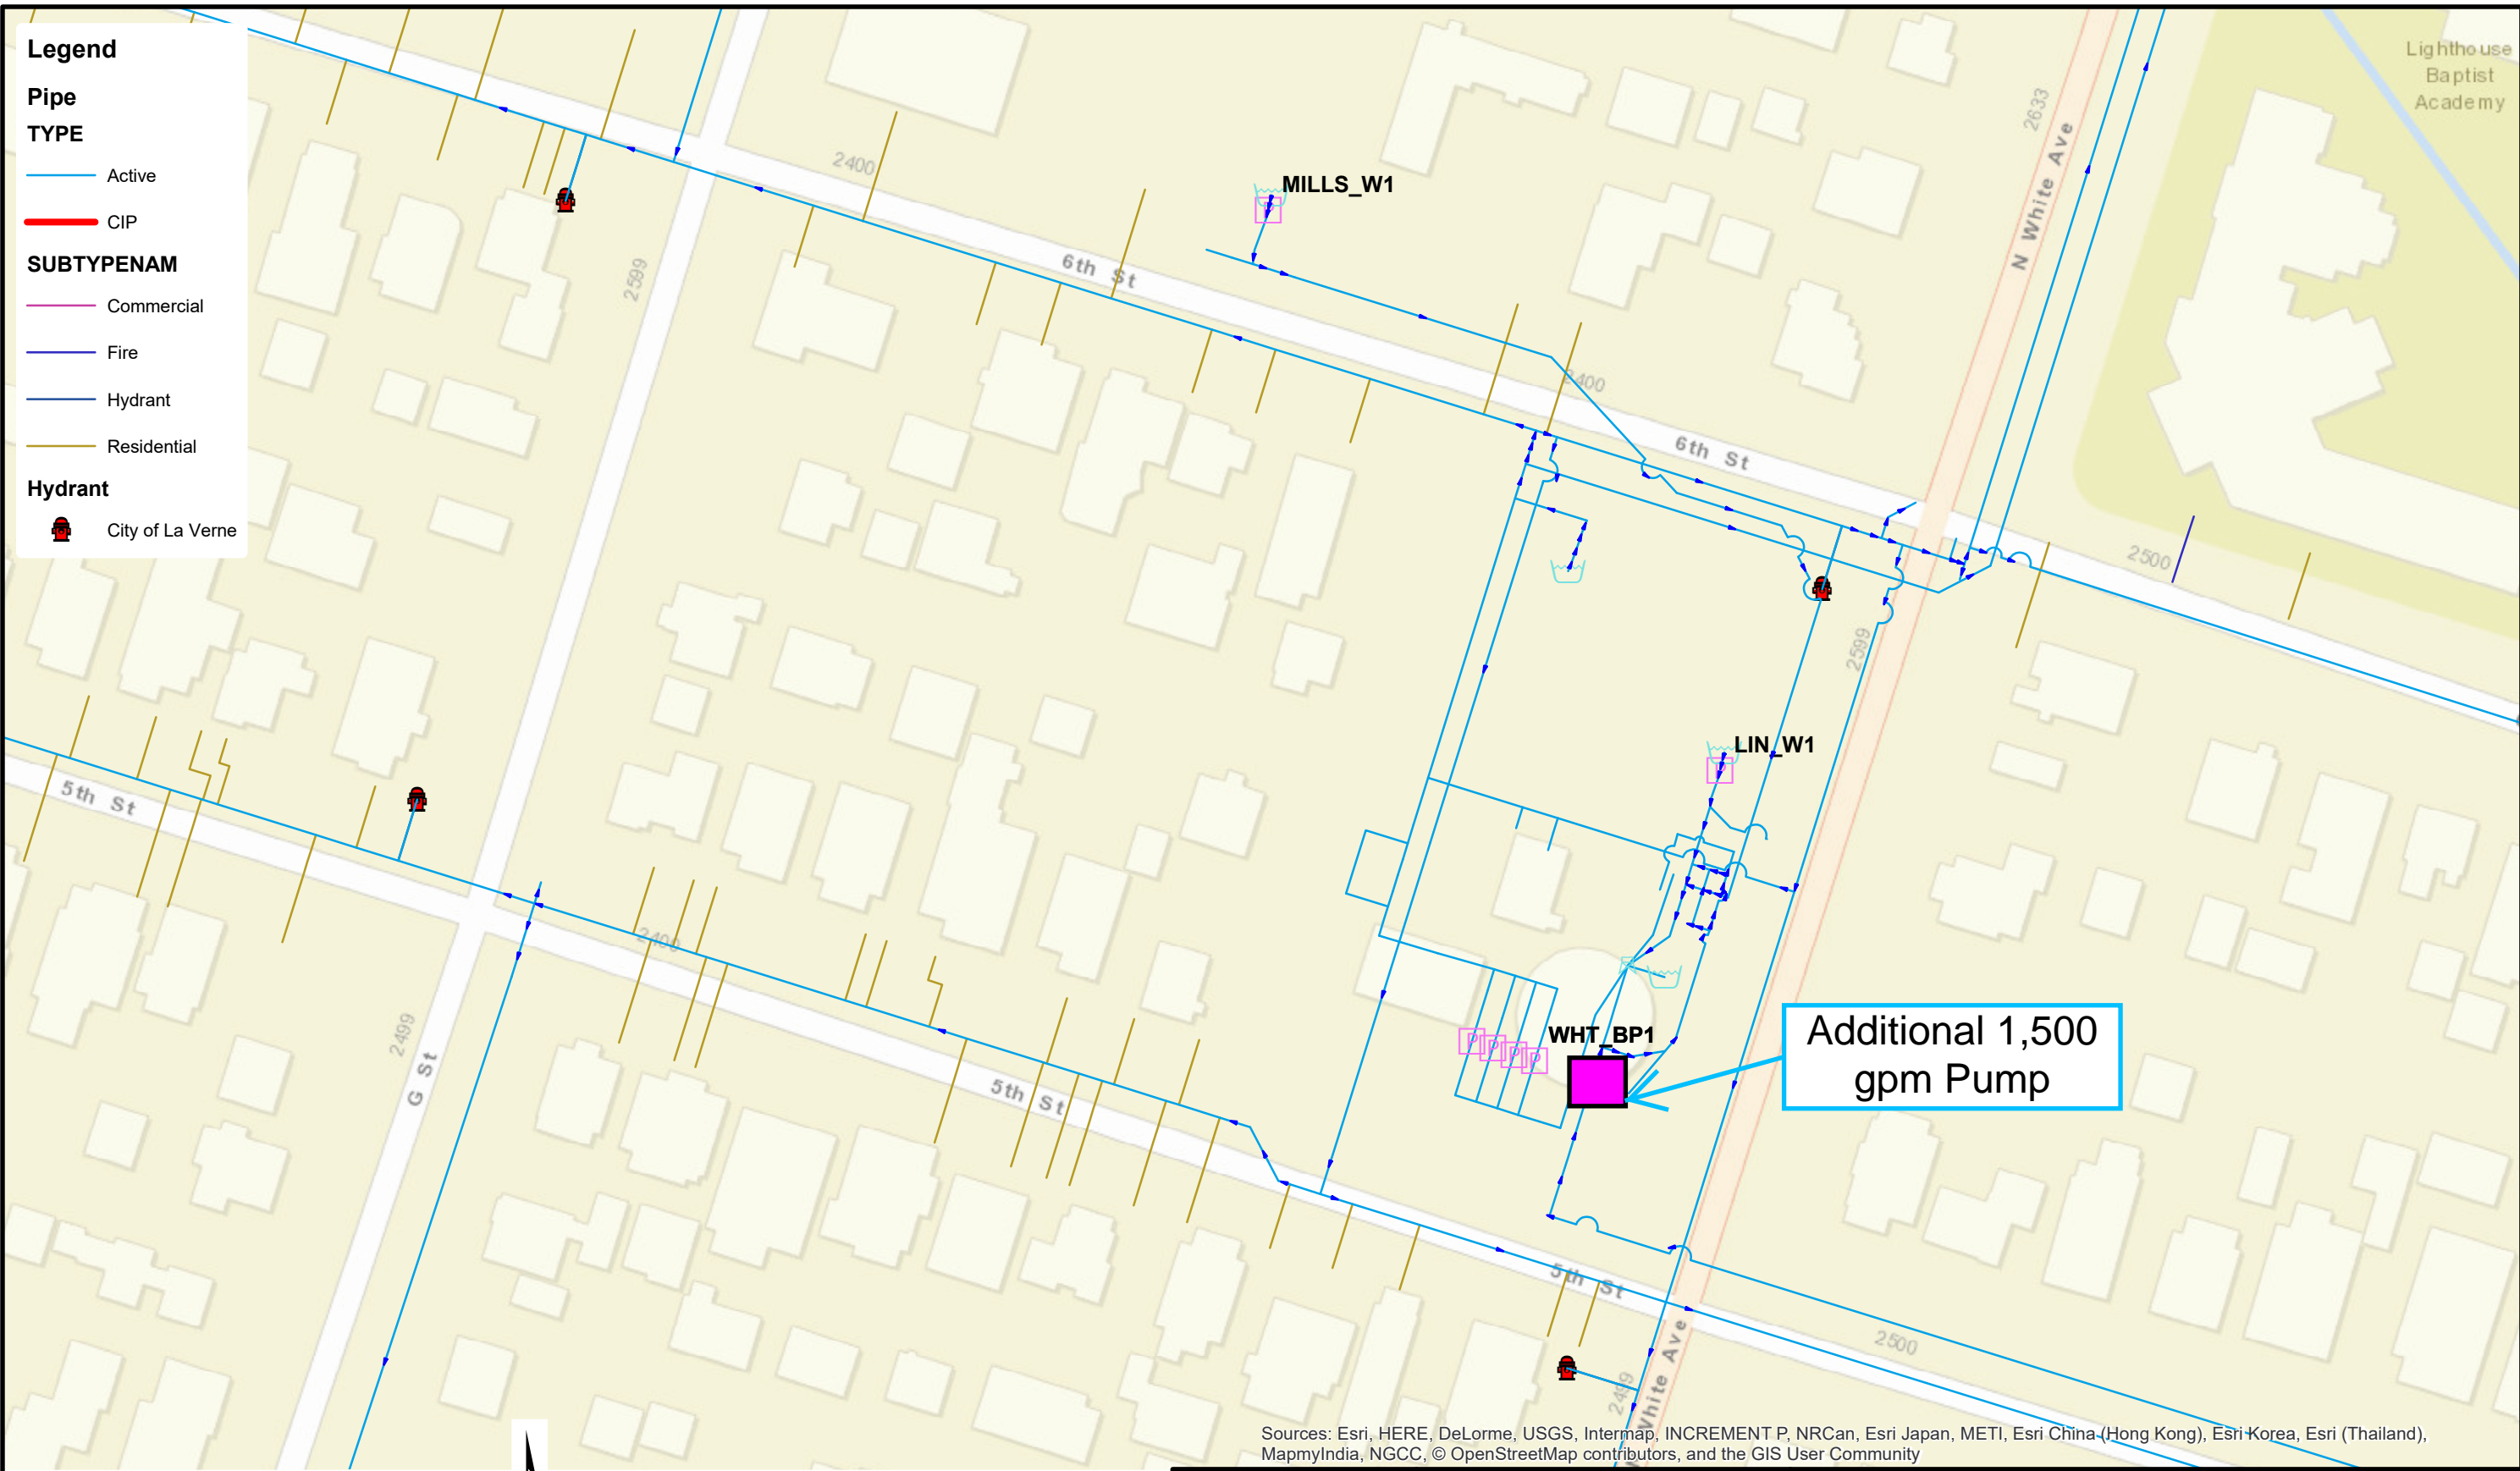 Legend
Pipe
TYPE
Active
CIP
SUBTYPENAM
Commercial
Fire
Hydrant
Residential
Hydrant
City of La Verne
Lighthouse
Baptist
Academy
2633
N White Ave
2400
MILLS_W1
6th St
2599
2400
6th St
2500
2599
LIN_W1
5th St
2400
2499
G St
WHT_BP1
Additional 1,500
gpm Pump
5th St
5th St
2500
2499
White Ave
Sources: Esri, HERE, DeLorme, USGS, Intermap, INCREMENT P, NRCan, Esri Japan, METI, Esri China (Hong Kong), Esri Korea, Esri (Thailand),
MapmyIndia, NGCC, © OpenStreetMap contributors, and the GIS User Community